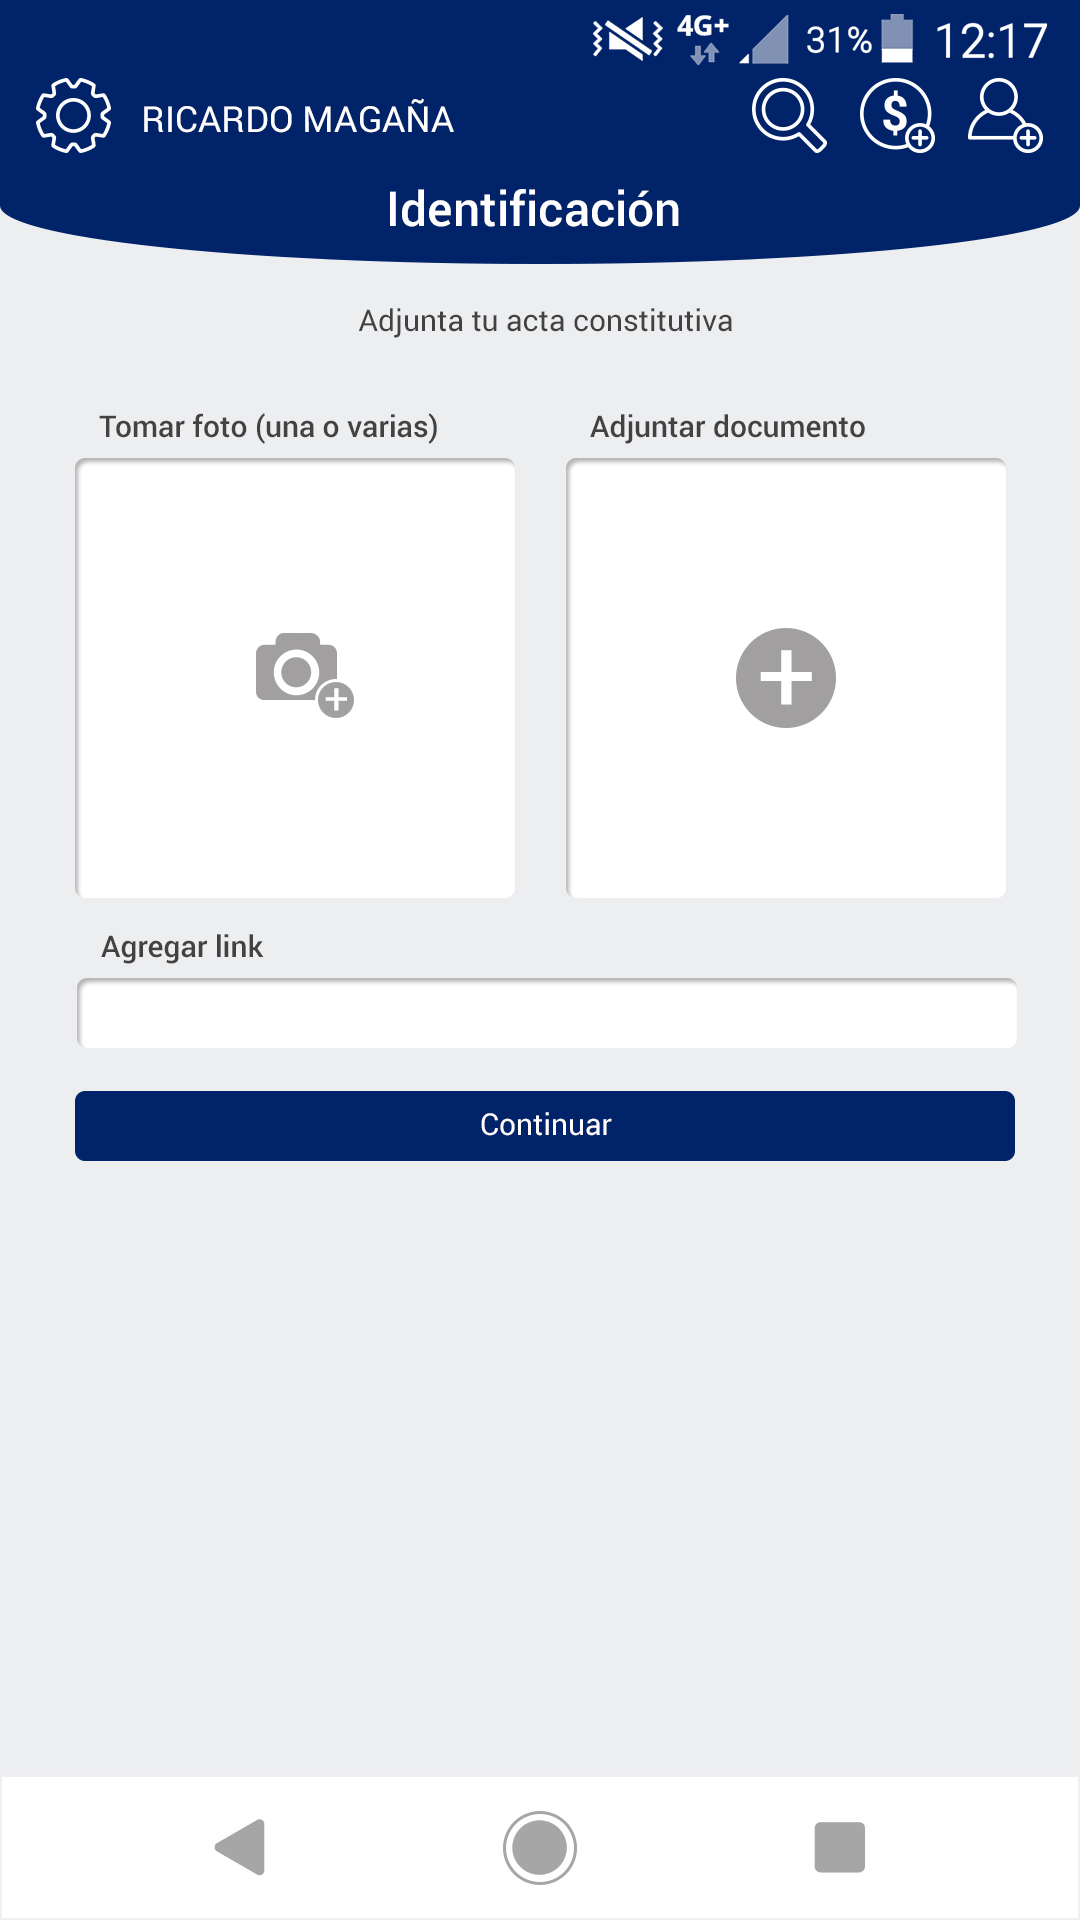 4G+ 31% 12:17
RICARDO MAGAÑA
Identificación
Adjunta tu acta constitutiva
Tomar foto (una o varias) Adjuntar documento
Agregar link
Continuar